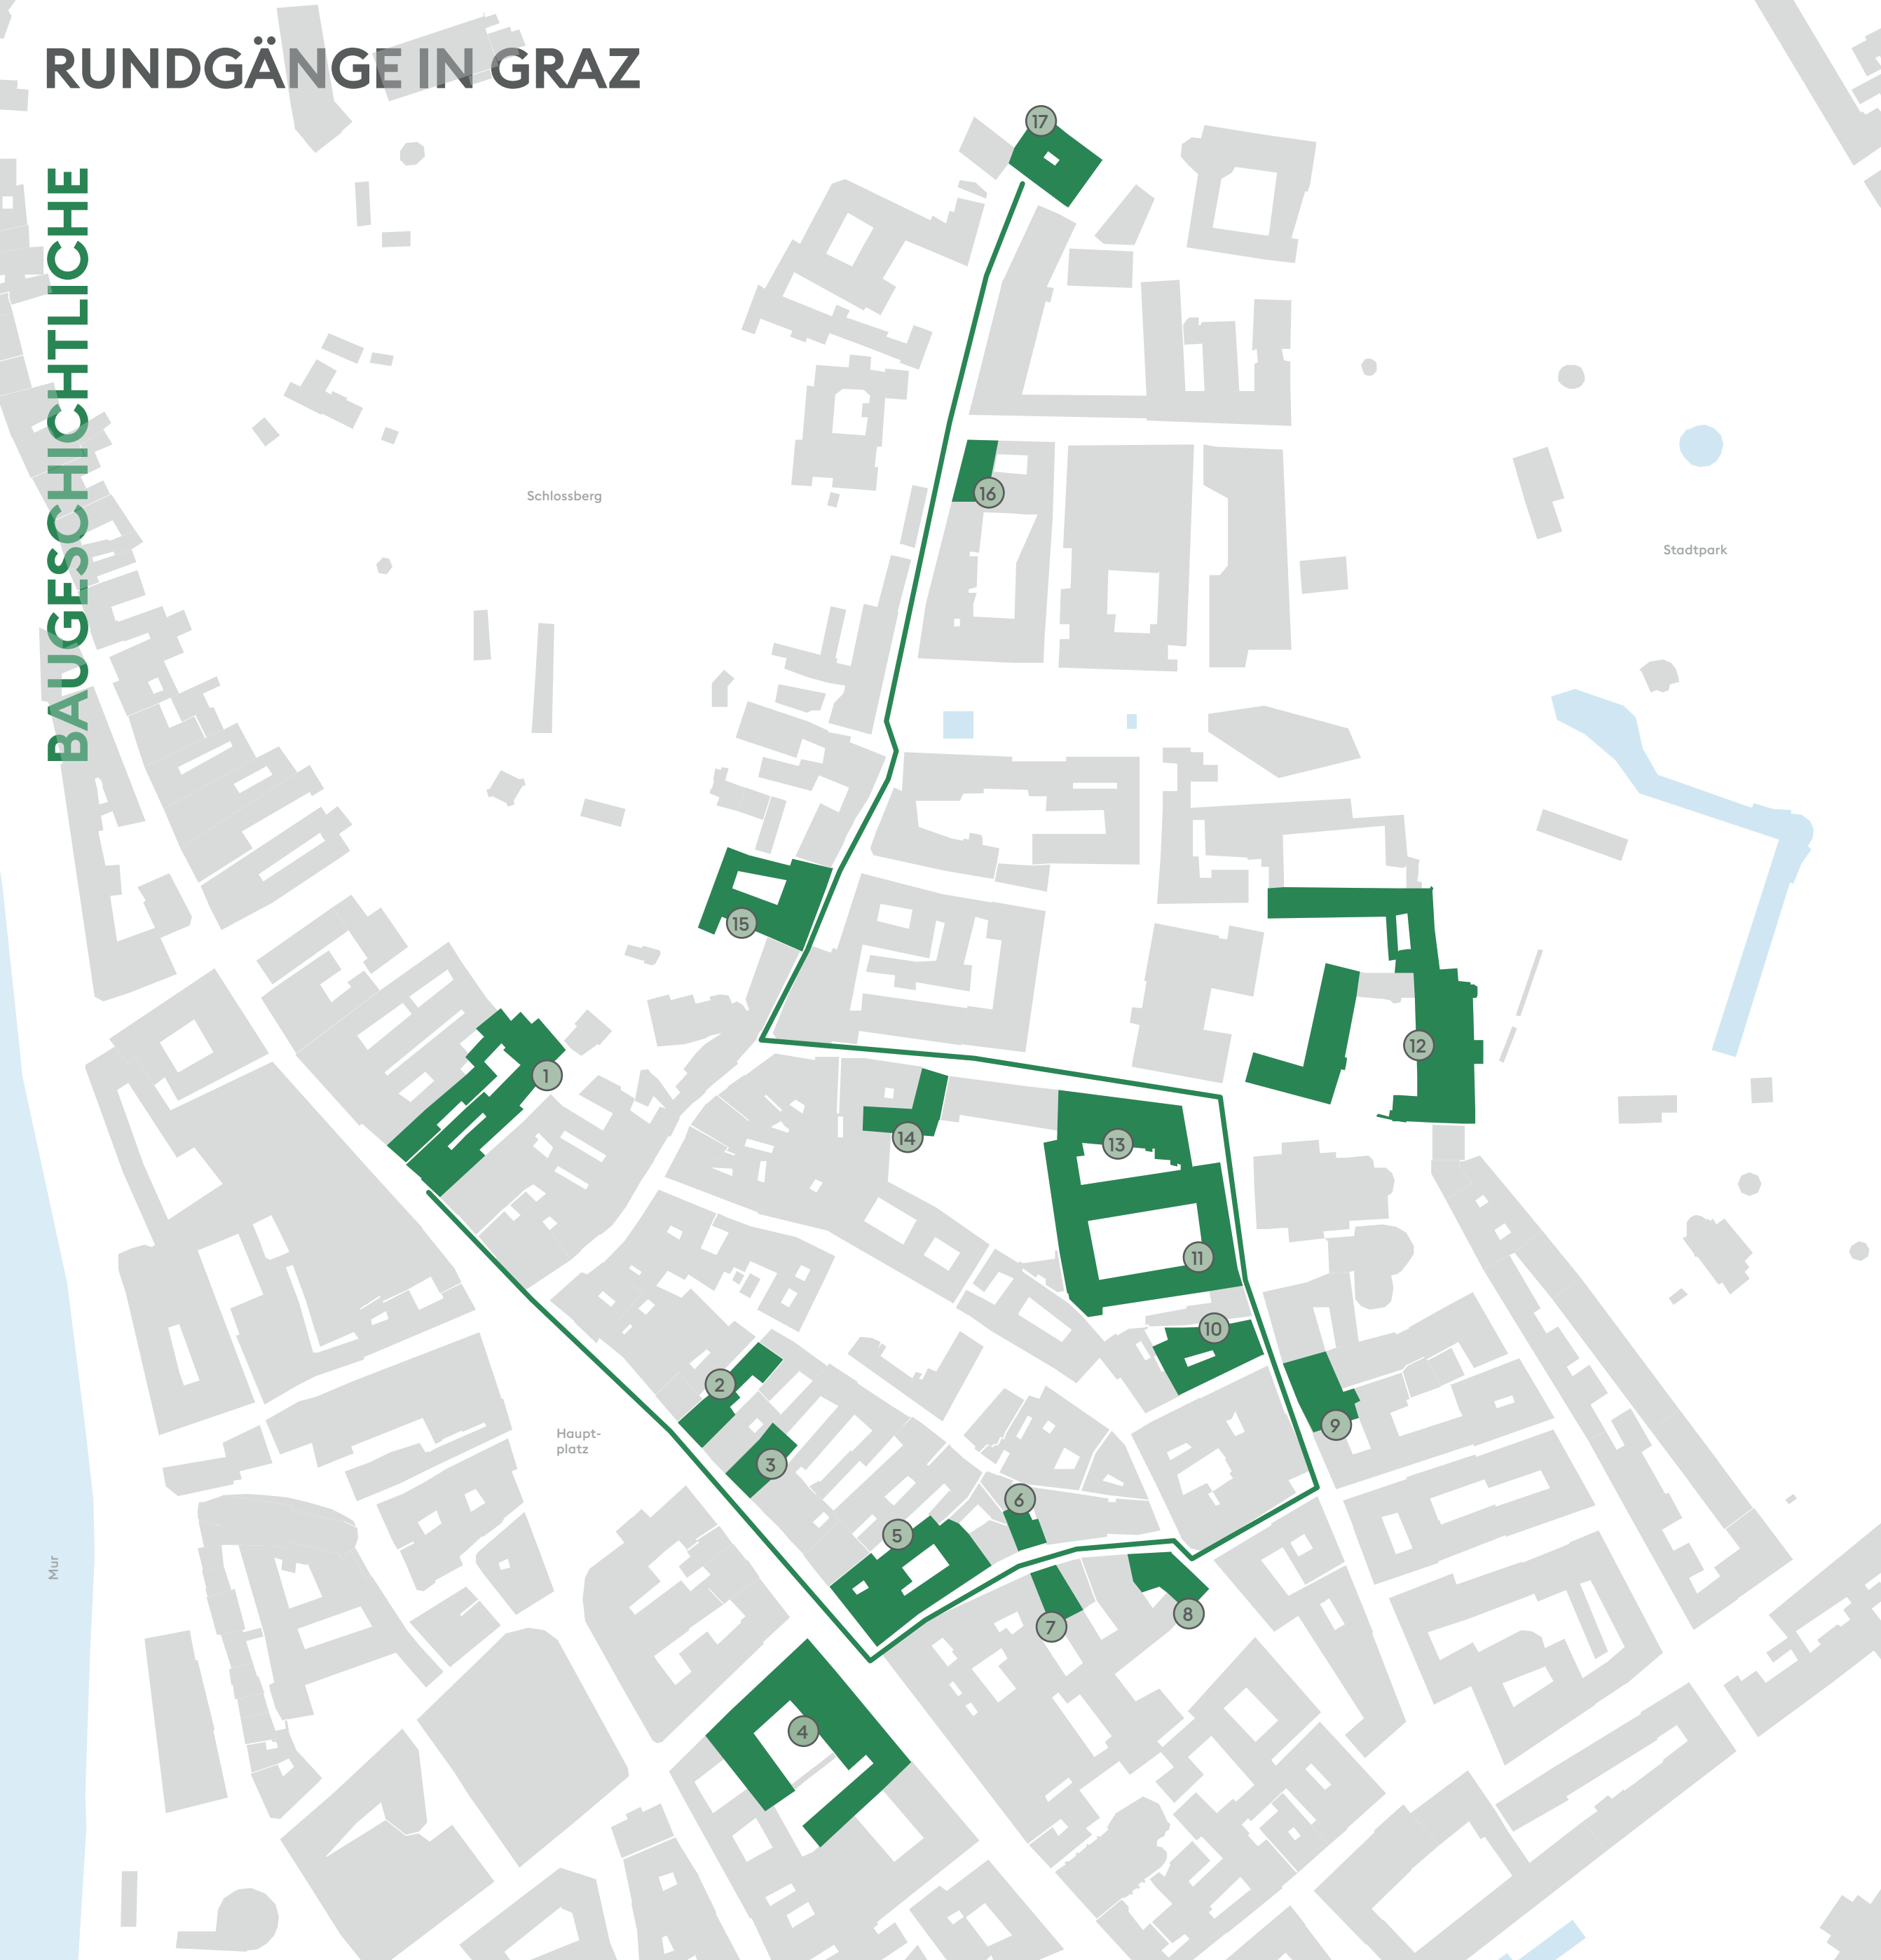 RUNDGÄNGE IN GRAZ
BAUGESCHICHTLICHE
17
16
Schlossberg
Stadtpark
15
12
1
14
13
11
10
2
9
Haupt-
platz
3
6
5
Mur
8
7
4